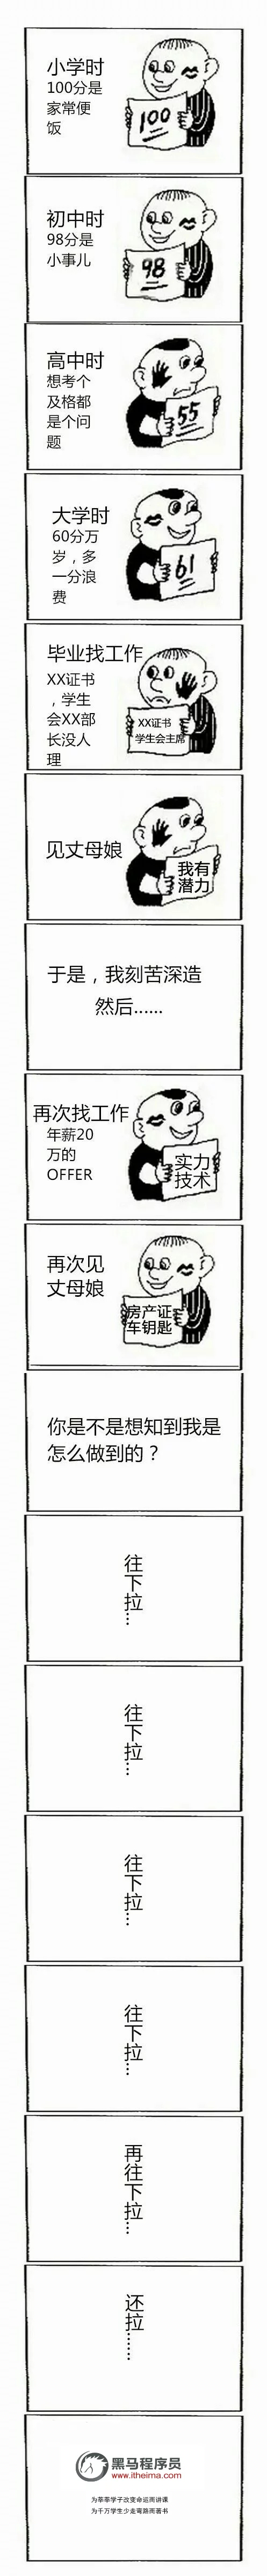 小学时
100分是
家常便
饭
100
初中时
98分是
小事儿
98
高中时
想考个
及格都
是个问
题
55
大学时
60分万
岁，多
一分浪
费
61
毕业找工作
XX证书
，学生
会XX部
长没人
理
XX证书
学生会主席
见丈母娘
我有
潜力
于是，我刻苦深造
然后......
再次找工作
年薪20
万的
OFFER
实力
技术
再次见
丈母娘
房产证
车钥匙
你是不是想知到我是
怎么做到的？
往下拉...
往下拉...
往下拉...
往下拉...
再往下拉...
还拉......
黑马程序员
www.itheima.com
为莘莘学子改变命运而讲课
为千万学生少走弯路而著书